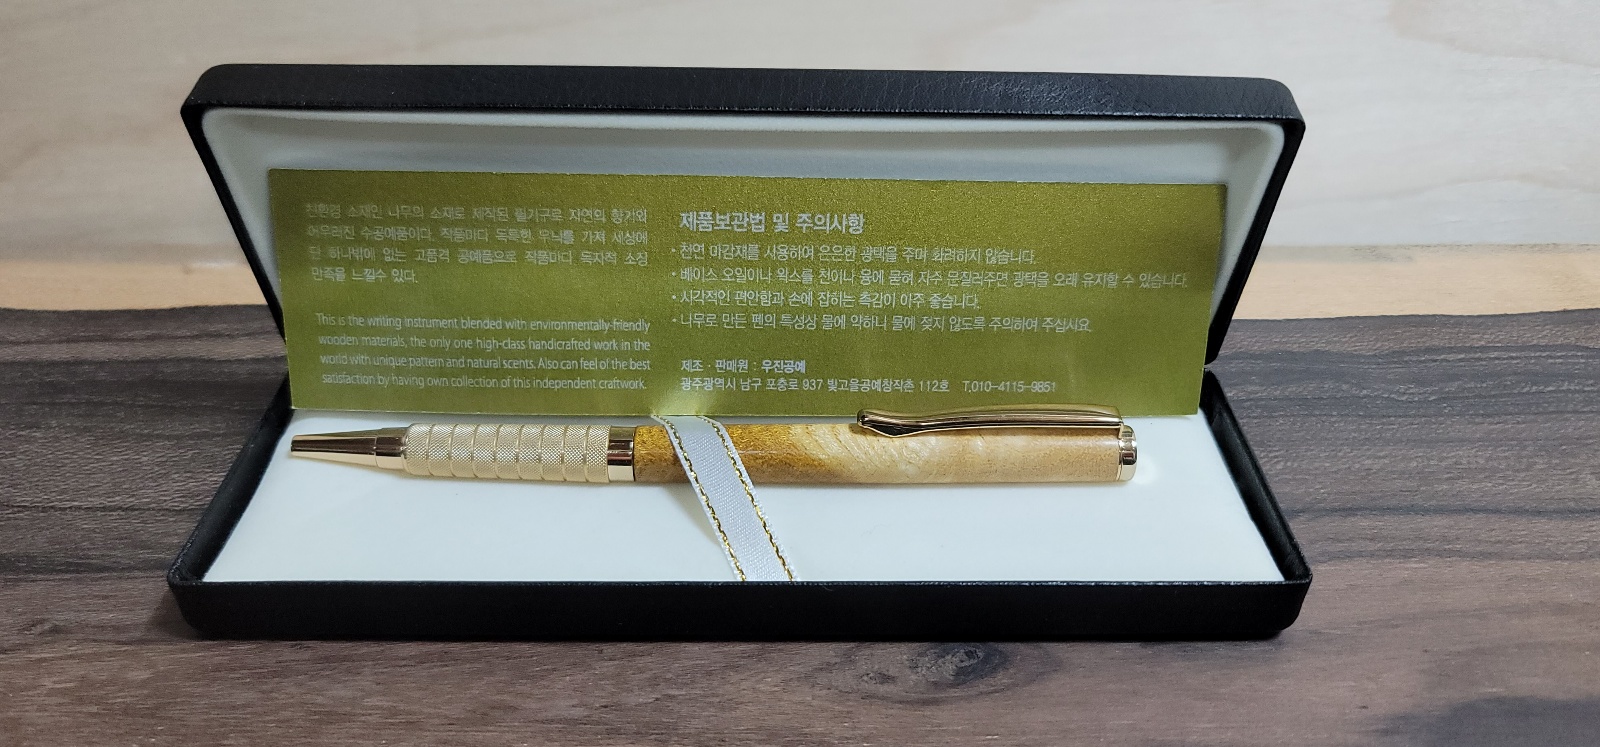 친환경 소재인 나무의 소재로 제작된 필기구로 자연의 향기와
어우러진 수공예품이다. 작품마다 독특한 무늬를 가져 세상에
단 하나밖에 없는 고품격 공예품으로 작품마다 독자적 소장
만족을 느낄수 있다.
This is the writing instrument blended with environmentally-friendly
wooden materials, the only one high-class handicrafted work in the
world with unique pattern and natural scents. Also can feel of the best
satisfaction by having own collection of this independent craftwork.
제품보관법 및 주의사항
• 천연 마감재를 사용하여 은은한 광택을 주며 화려하지 않습니다.
• 베이스 오일이나 왁스를 천이나 융에 묻혀 자주 문질러주면 광택을 오래 유지할 수 있습니다.
• 시각적인 편안함과 손에 잡히는 촉감이 아주 좋습니다.
• 나무로 만든 펜의 특성상 물에 약하니 물에 젖지 않도록 주의하여 주십시요.
제조 · 판매원 : 우진공예
광주광역시 남구 포충로 937 빛고을공예창작촌 112호 T.010-4115-9851